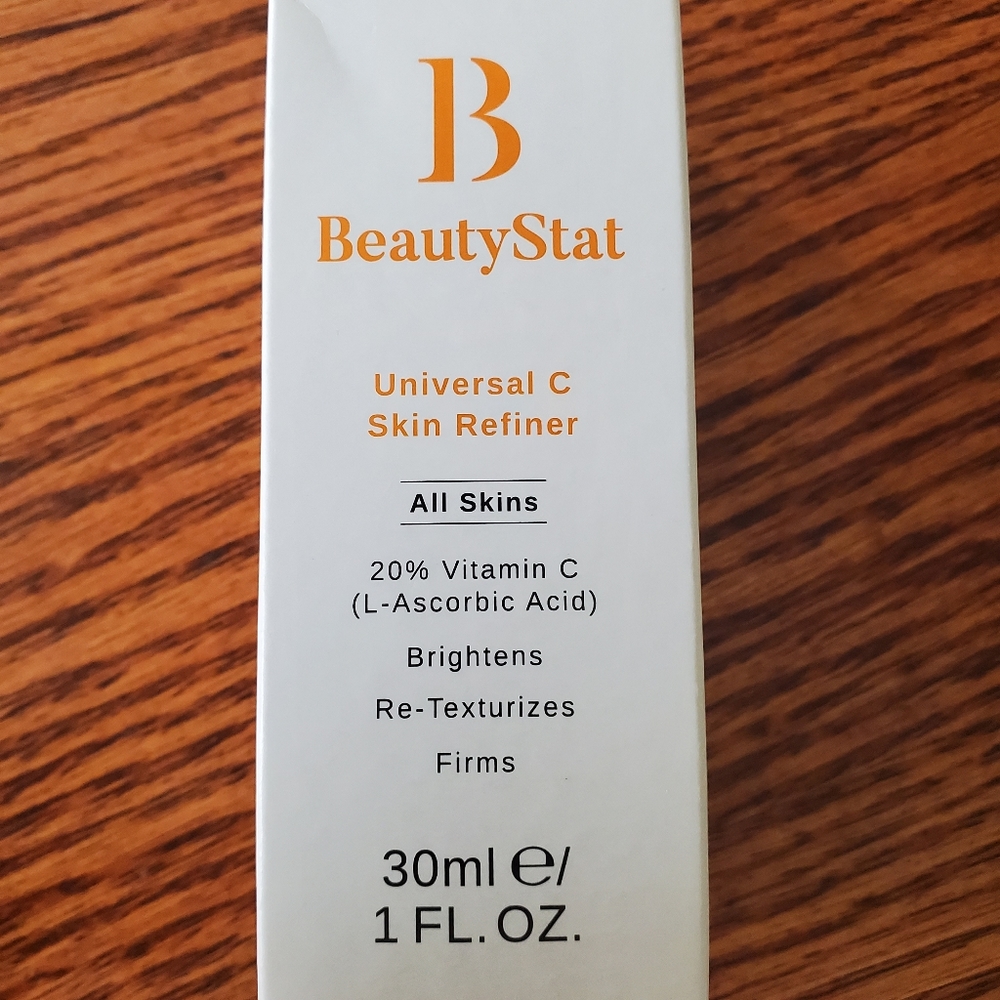 B
BeautyStat
Universal C
Skin Refiner
All Skins
20% Vitamin C
(L-Ascorbic Acid)
Brightens
Re-Texturizes
Firms
30ml ℮/
1 FL. OZ.